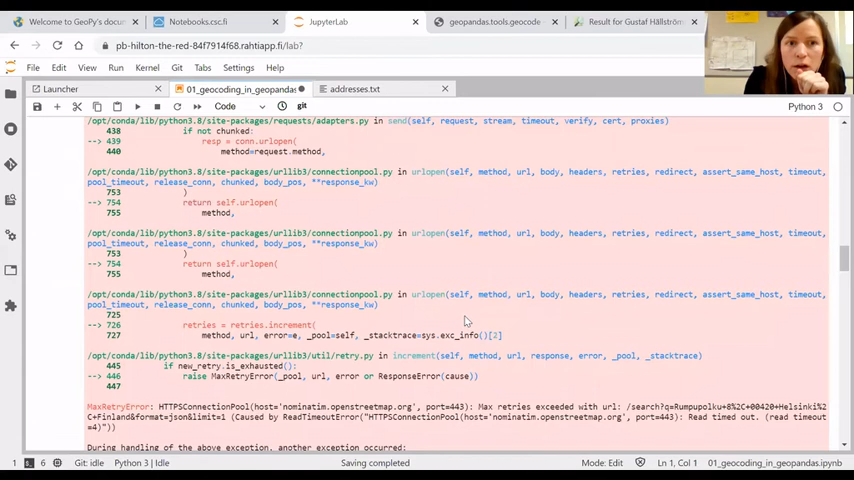 Welcome to GeoPy's docum
Notebooks.csc.fi
JupyterLab
geopandas.tools.geocode
Result for Gustaf Hällström
pb-hilton-the-red-84f7914f68.rahtiapp.fi/lab?
File Edit View Run Kernel Git Tabs Settings Help
Launcher
01_geocoding_in_geopandas
addresses.txt
Code
git
Python 3
/opt/conda/lib/python3.8/site-packages/requests/adapters.py in send(self, request, stream, timeout, verify, cert, proxies)
438 if not chunked:
--> 439 resp = conn.urlopen(
440 method=request.method,
/opt/conda/lib/python3.8/site-packages/urllib3/connectionpool.py in urlopen(self, method, url, body, headers, retries, redirect, assert_same_host, timeout,
pool_timeout, release_conn, chunked, body_pos, **response_kw)
753 )
--> 754 return self.urlopen(
755 method,
/opt/conda/lib/python3.8/site-packages/urllib3/connectionpool.py in urlopen(self, method, url, body, headers, retries, redirect, assert_same_host, timeout,
pool_timeout, release_conn, chunked, body_pos, **response_kw)
753 )
--> 754 return self.urlopen(
755 method,
/opt/conda/lib/python3.8/site-packages/urllib3/connectionpool.py in urlopen(self, method, url, body, headers, retries, redirect, assert_same_host, timeout,
pool_timeout, release_conn, chunked, body_pos, **response_kw)
725
--> 726 retries = retries.increment(
727 method, url, error=e, _pool=self, _stacktrace=sys.exc_info()[2]
/opt/conda/lib/python3.8/site-packages/urllib3/util/retry.py in increment(self, method, url, response, error, _pool, _stacktrace)
445 if new_retry.is_exhausted():
--> 446 raise MaxRetryError(_pool, url, error or ResponseError(cause))
447
MaxRetryError: HTTPSConnectionPool(host='nominatim.openstreetmap.org', port=443): Max retries exceeded with url: /search?q=Rumpupolku+8%2C+00420+Helsinki%2
C+Finland&format=json&limit=1 (Caused by ReadTimeoutError("HTTPSConnectionPool(host='nominatim.openstreetmap.org', port=443): Read timed out. (read timeout
=4)"))
During handling of the above exception, another exception occurred:
1 6 Git: idle Python 3 | Idle Saving completed Mode: Edit Ln 1, Col 1 01_geocoding_in_geopandas.ipynb